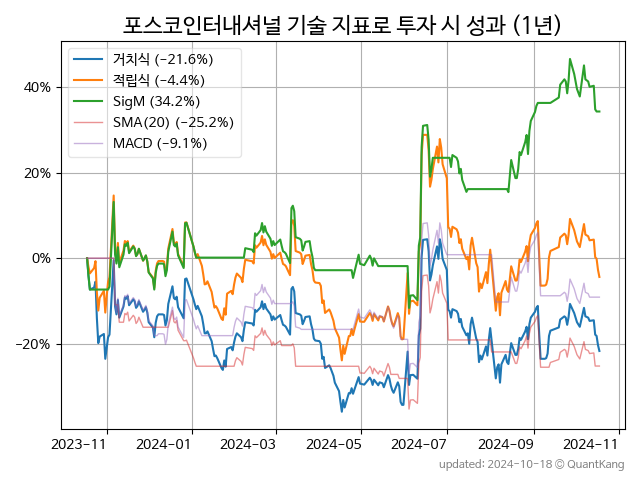 포스코인터내셔널 기술 지표로 투자 시 성과 (1년)
거치식 (−21.6%)
적립식 (−4.4%)
SigM (34.2%)
SMA(20) (−25.2%)
MACD (−9.1%)
40%
20%
0%
−20%
2023-11 2024-01 2024-03 2024-05 2024-07 2024-09 2024-11
updated: 2024-10-18 © QuantKang